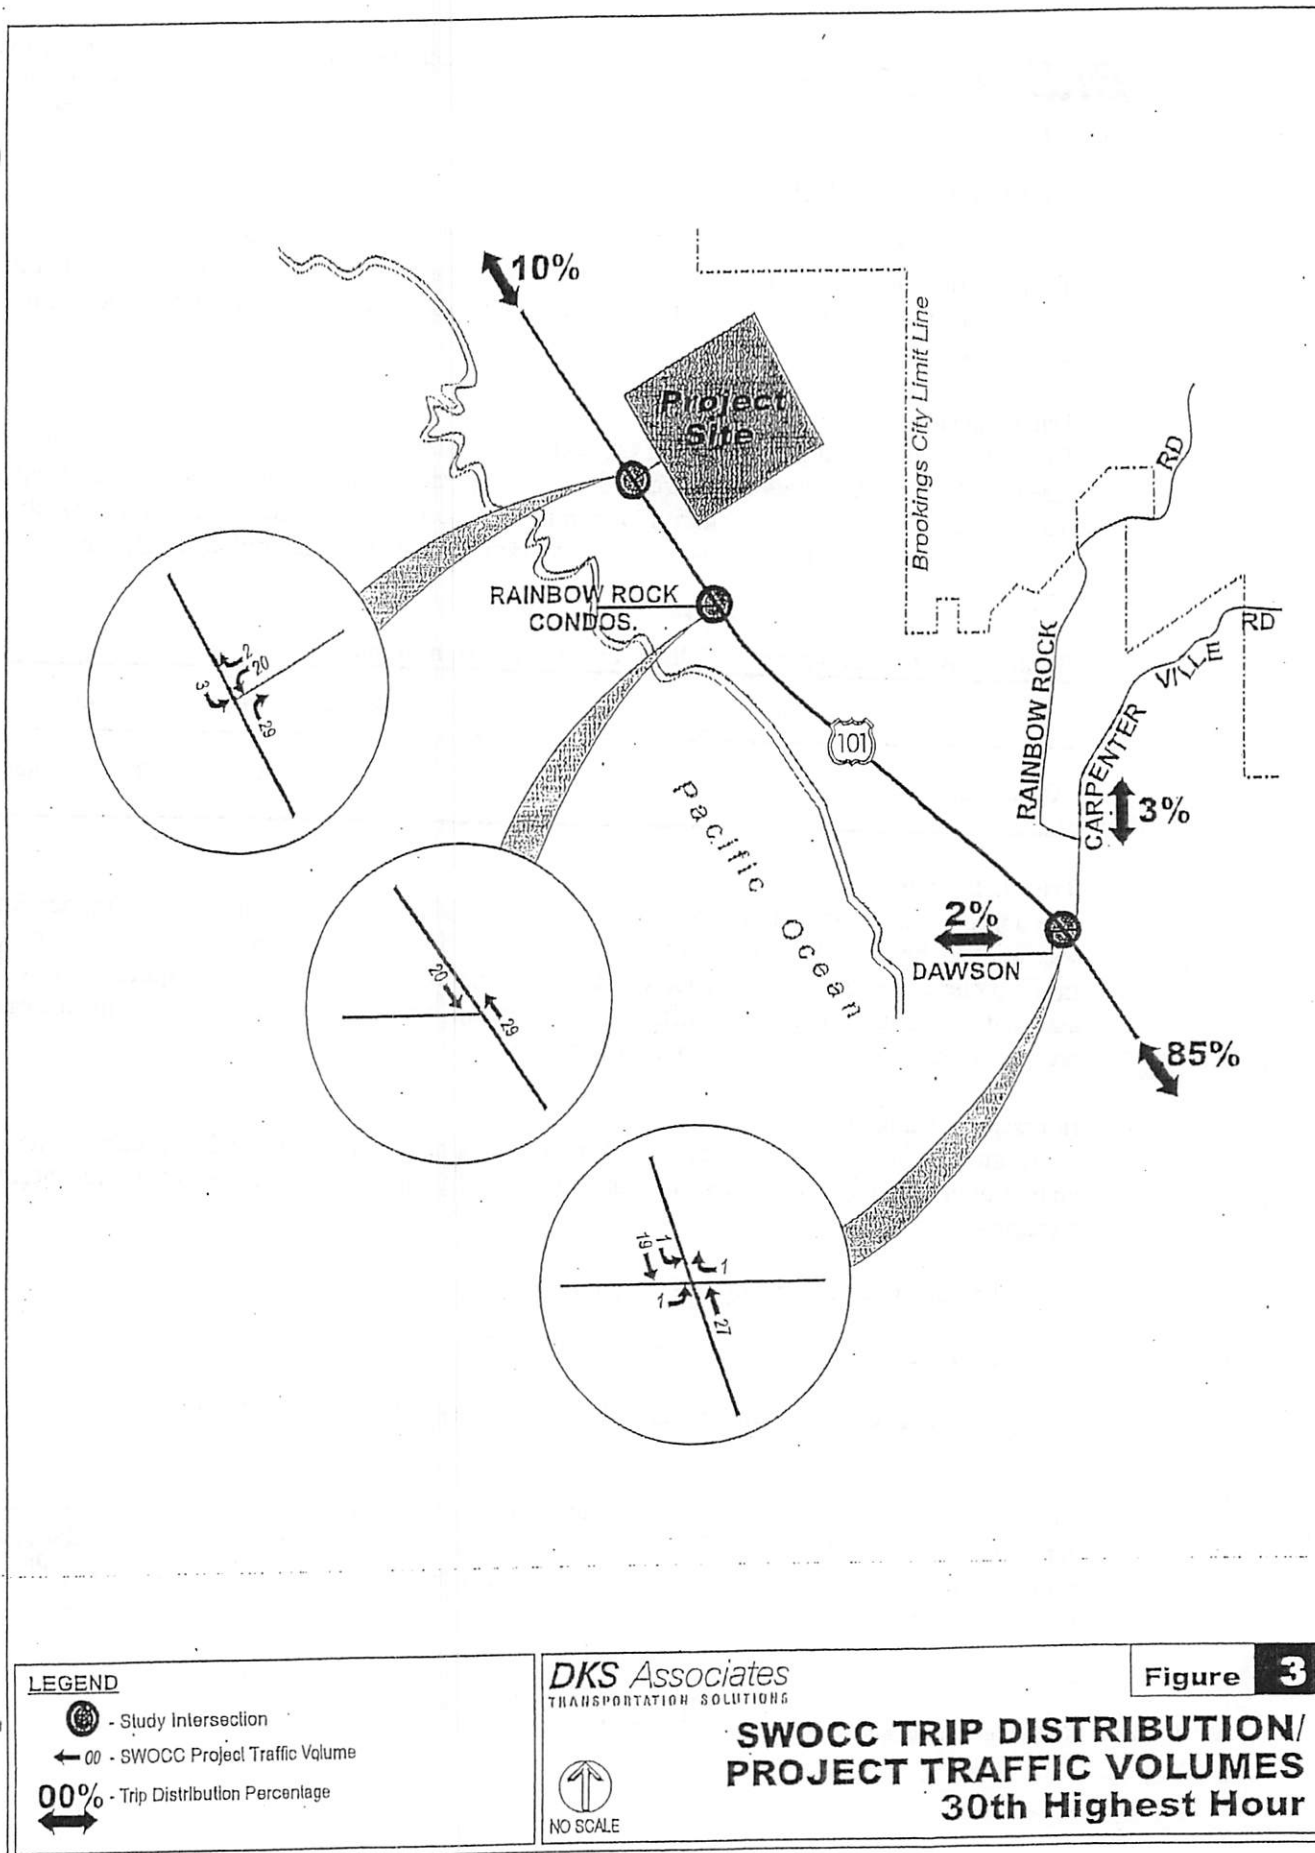 10%
Project
Site
Brookings City Limit Line
RD
RAINBOW ROCK
CONDOS.
RAINBOW ROCK
CARPENTER
VILLE
RD
101
3%
2
20
3
29
Pacific Ocean
2%
DAWSON
20
29
85%
19
1
1
1
27
LEGEND
- Study Intersection
00 - SWOCC Project Traffic Volume
00% - Trip Distribution Percentage
DKS Associates
TRANSPORTATION SOLUTIONS
NO SCALE
Figure 3
SWOCC TRIP DISTRIBUTION/
PROJECT TRAFFIC VOLUMES
30th Highest Hour